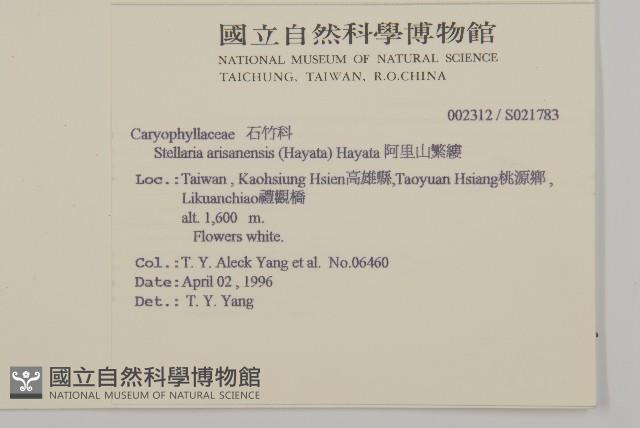 國立自然科學博物館
NATIONAL MUSEUM OF NATURAL SCIENCE
TAICHUNG, TAIWAN, R.O.CHINA
002312 / S021783
Caryophyllaceae 石竹科
Stellaria arisanensis (Hayata) Hayata 阿里山繁縷
Loc.:Taiwan , Kaohsiung Hsien高雄縣,Taoyuan Hsiang桃源鄉 ,
Likuanchiao禮觀橋
alt. 1,600 m.
Flowers white.
Col.:T. Y. Aleck Yang et al. No.06460
Date:April 02 , 1996
Det.: T. Y. Yang
國立自然科學博物館
NATIONAL MUSEUM OF NATURAL SCIENCE